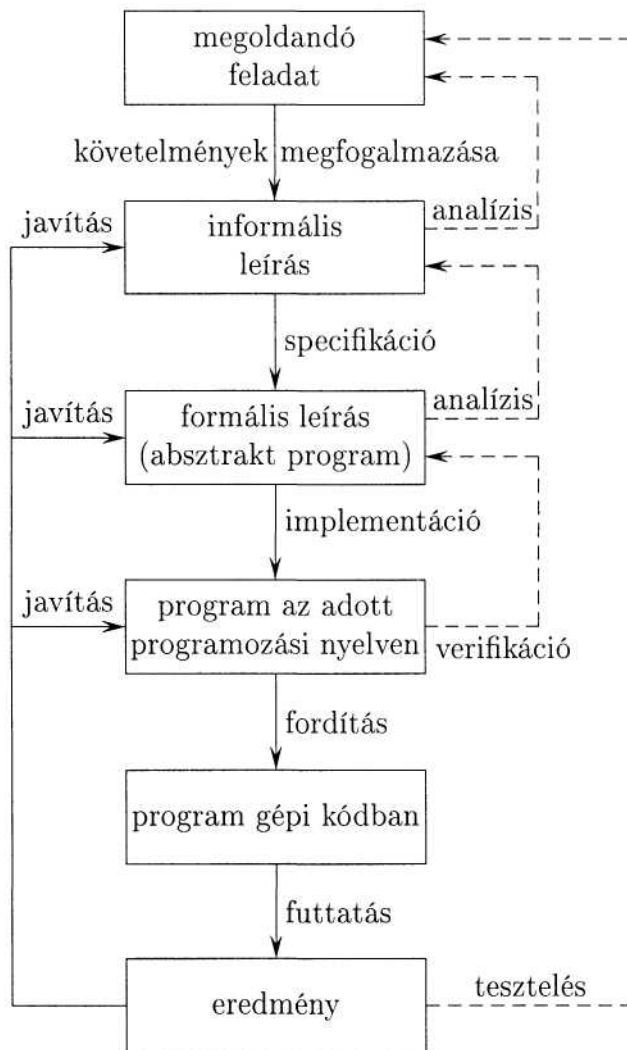 megoldandó
feladat
követelmények megfogalmazása
javítás
informális
leírás
analízis
specifikáció
javítás
formális leírás
(absztrakt program)
analízis
implementáció
javítás
program az adott
programozási nyelven
verifikáció
fordítás
program gépi kódban
futtatás
eredmény
tesztelés